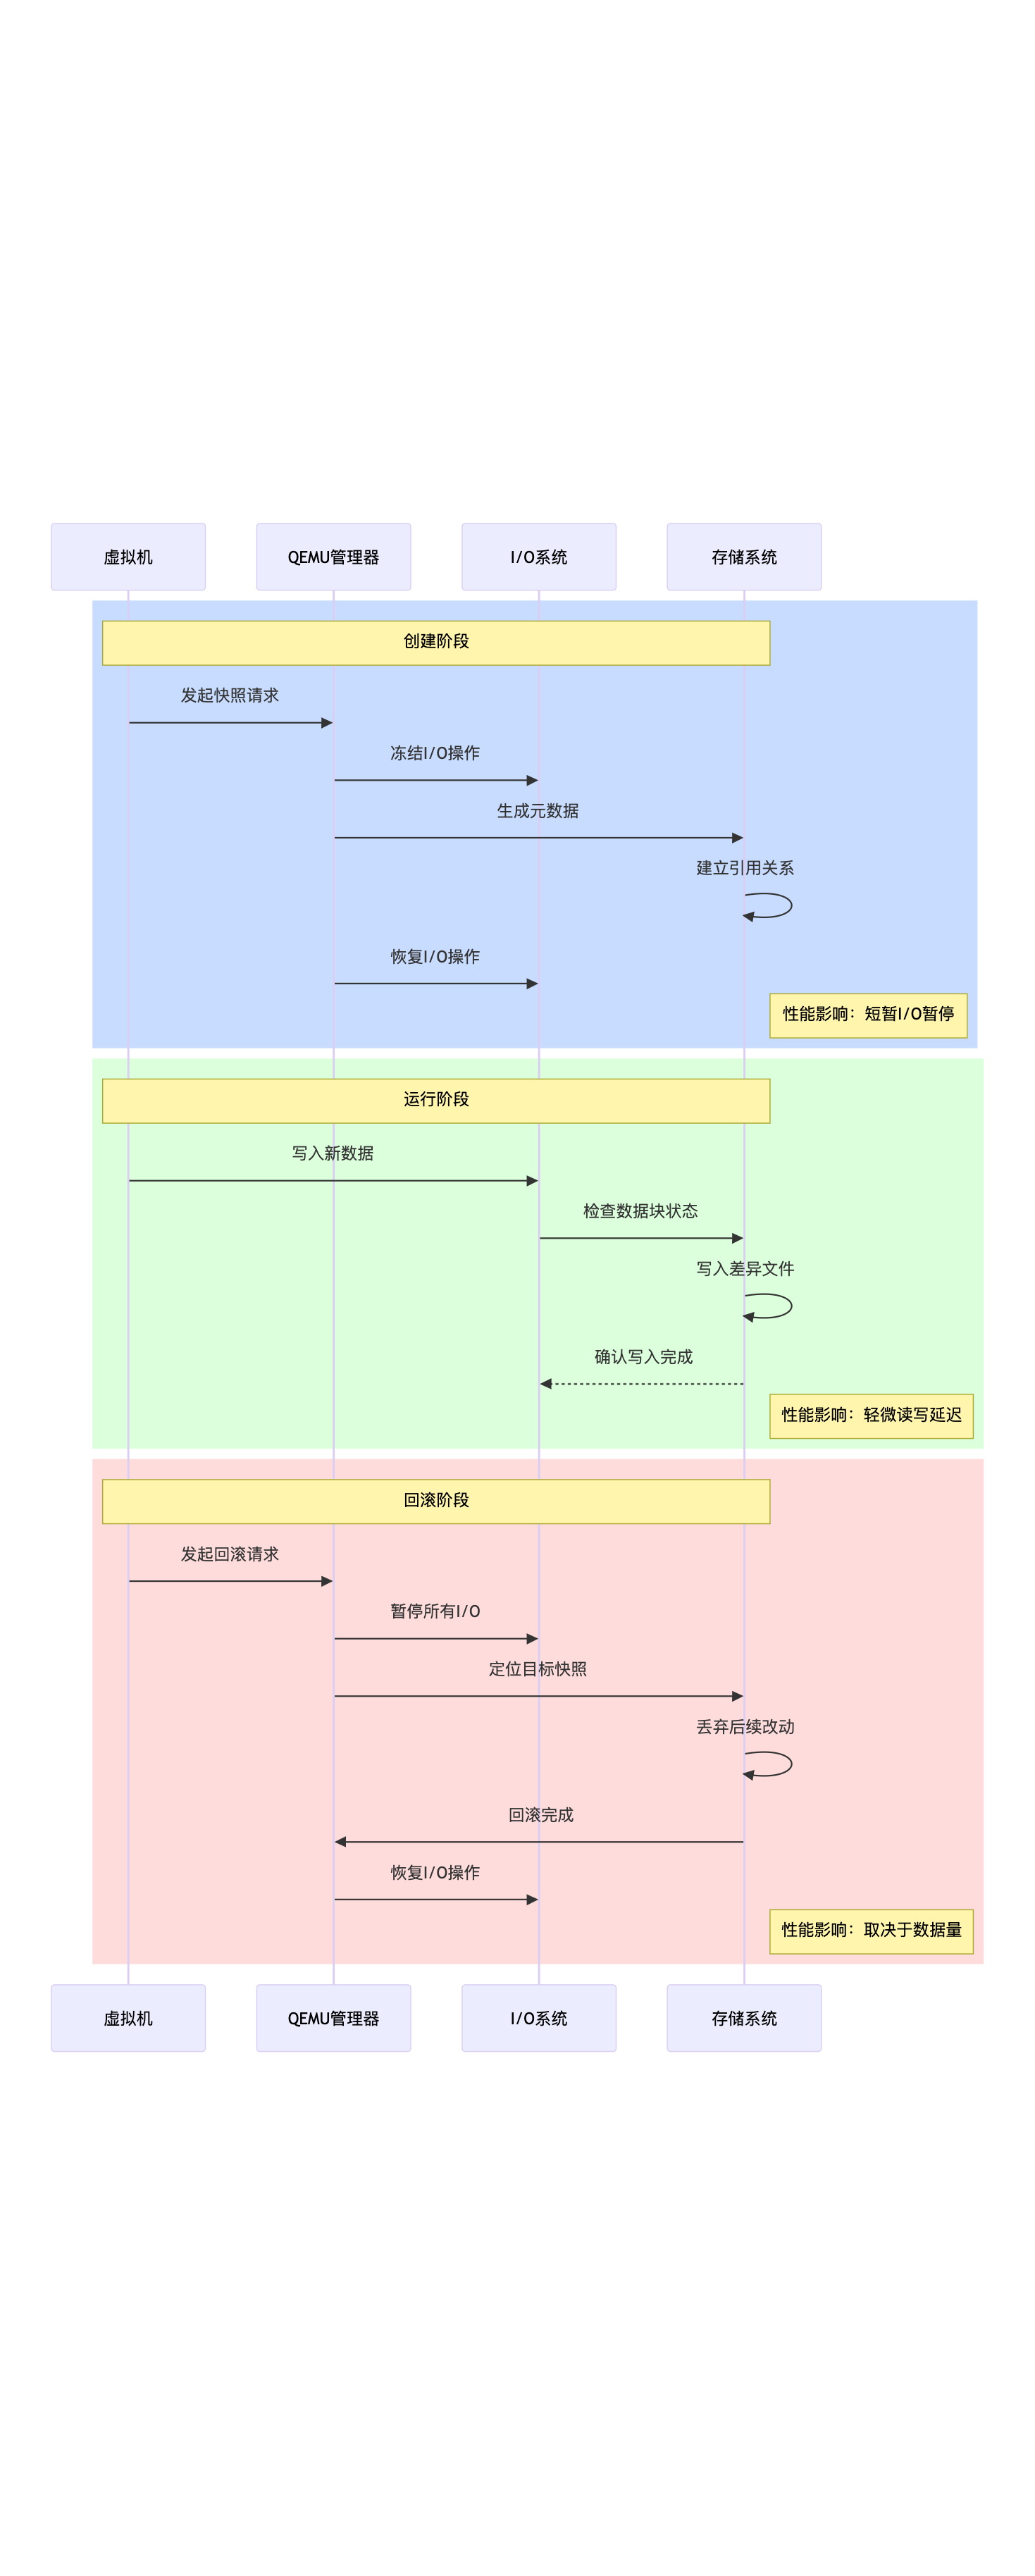 虚拟机
QEMU管理器
I/O系统
存储系统
创建阶段
发起快照请求
冻结I/O操作
生成元数据
建立引用关系
恢复I/O操作
性能影响：短暂I/O暂停
运行阶段
写入新数据
检查数据块状态
写入差异文件
确认写入完成
性能影响：轻微读写延迟
回滚阶段
发起回滚请求
暂停所有I/O
定位目标快照
丢弃后续改动
回滚完成
恢复I/O操作
性能影响：取决于数据量
虚拟机
QEMU管理器
I/O系统
存储系统